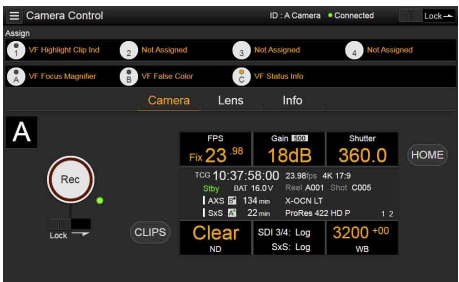 Camera Control ID : A Camera Connected Lock
Assign
1 VF Highlight Clip Ind 2 Not Assigned 3 Not Assigned 4 Not Assigned
A VF Focus Magnifier B VF False Color C VF Status Info
Camera Lens Info
A
FPS Gain 500 Shutter
Fix 23 .98 18dB 360.0
HOME
TCG 10:37:58:00 23.98fps 4K 17:9
Rec
Stby BAT 16.0 V Reel A001 Shot C005
AXS 134 min X-OCN LT
SxS A 22 min ProRes 422 HD P 1 2
Lock
CLIPS
Clear SDI 3/4: Log 3200 +00
ND SxS: Log WB